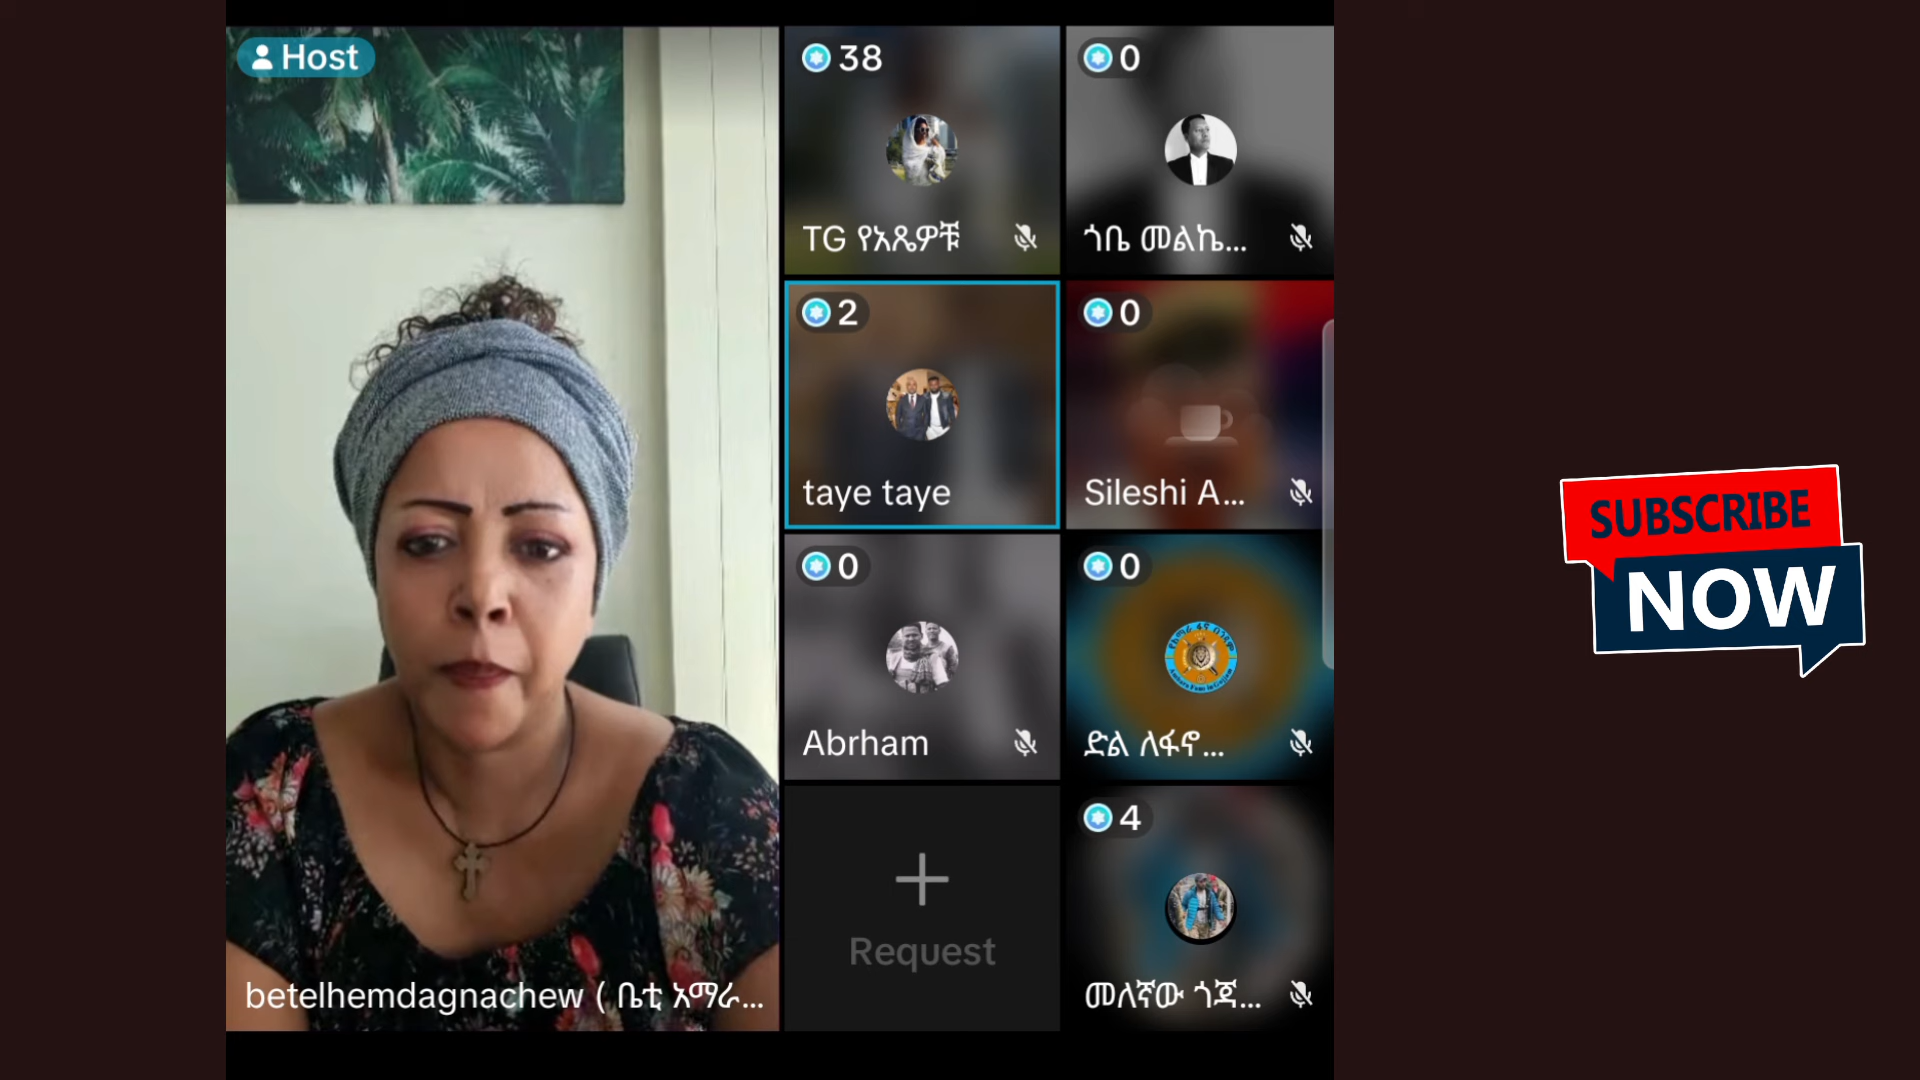 Host
betelhemdagnachew ( ቤቲ አማራ...
38
TG የአጼዎቹ
0
ጎቤ መልኬ...
2
taye taye
0
Sileshi A...
0
Abrham
0
ድል ለፋኖ...
Request
4
መለኛው ጎጃ...
SUBSCRIBE
NOW